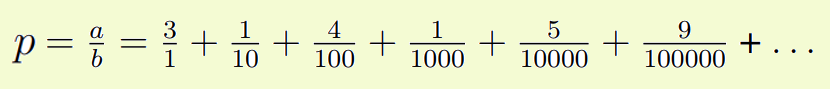 p = a/b = 3/1 + 1/10 + 4/100 + 1/1000 + 5/10000 + 9/100000 + ...